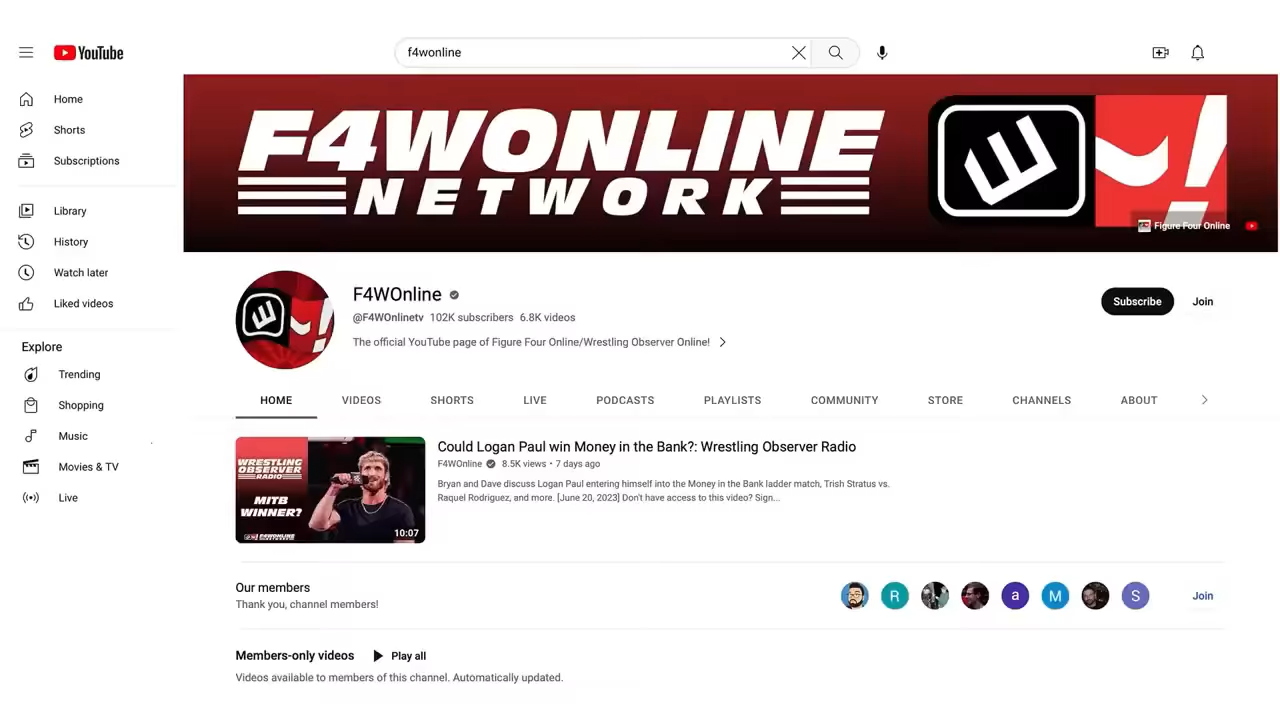 YouTube
f4wonline
Home
Shorts
Subscriptions
Library
History
Watch later
Liked videos
Explore
Trending
Shopping
Music
Movies & TV
Live
F4WONLINE
NETWORK
Figure Four Online
F4WOnline
@F4WOnlinetv 102K subscribers 6.8K videos
The official YouTube page of Figure Four Online/Wrestling Observer Online!
Subscribe
Join
HOME
VIDEOS
SHORTS
LIVE
PODCASTS
PLAYLISTS
COMMUNITY
STORE
CHANNELS
ABOUT
WRESTLING
OBSERVER
RADIO
MITB
WINNER?
F4WONLINE
10:07
Could Logan Paul win Money in the Bank?: Wrestling Observer Radio
F4WOnline 8.5K views • 7 days ago
Bryan and Dave discuss Logan Paul entering himself into the Money in the Bank ladder match, Trish Stratus vs.
Raquel Rodriguez, and more. [June 20, 2023] Don't have access to this video? Sign...
Our members
Thank you, channel members!
R
a
M
S
Join
Members-only videos
Play all
Videos available to members of this channel. Automatically updated.